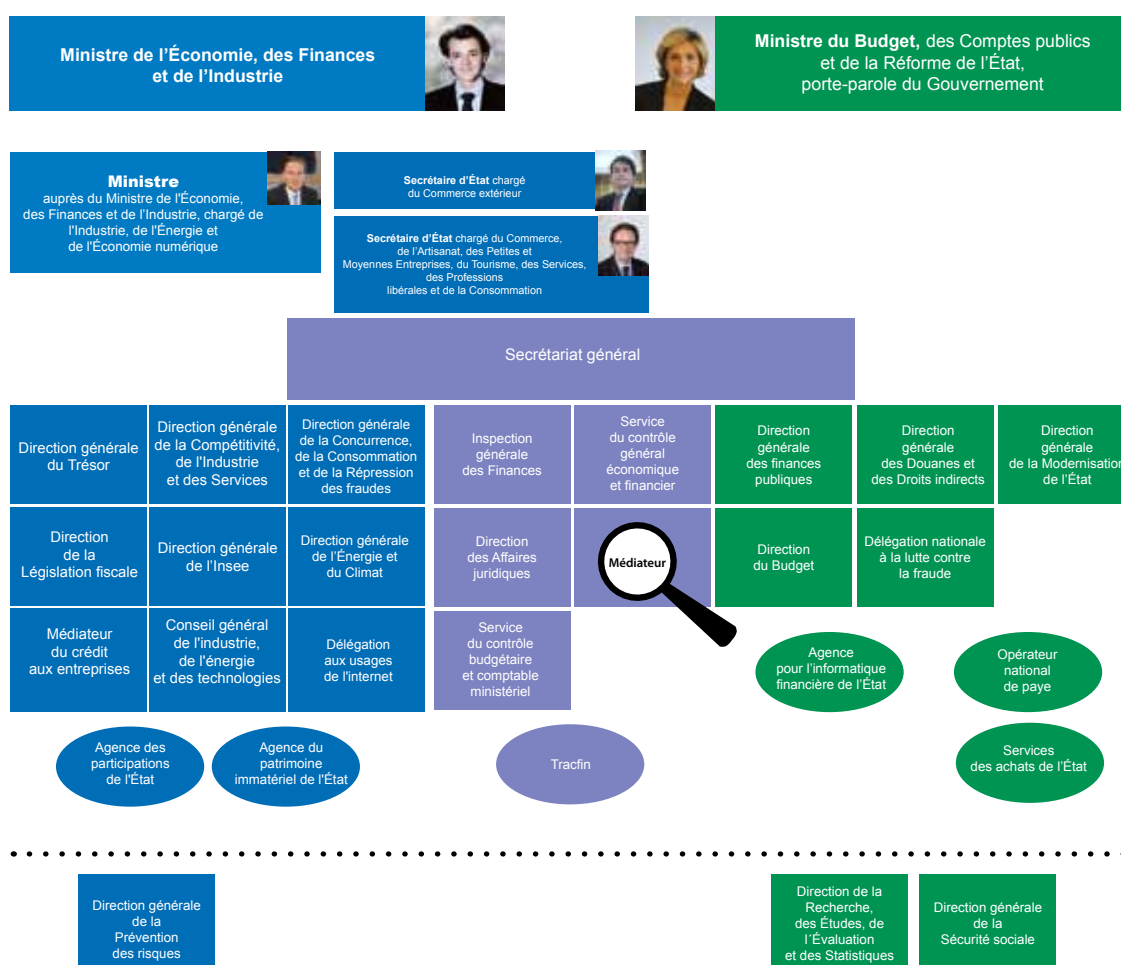 Ministre de l'Économie, des Finances
et de l'Industrie
Ministre du Budget, des Comptes publics
et de la Réforme de l'État,
porte-parole du Gouvernement
Ministre
auprès du Ministre de l'Économie,
des Finances et de l'Industrie, chargé de
l'Industrie, de l'Énergie et
de l'Économie numérique
Secrétaire d'État chargé
du Commerce extérieur
Secrétaire d'État chargé du Commerce,
de l'Artisanat, des Petites et
Moyennes Entreprises, du Tourisme, des Services,
des Professions
libérales et de la Consommation
Secrétariat général
Direction générale
du Trésor
Direction générale
de la Compétitivité,
de l'Industrie
et des Services
Direction générale
de la Concurrence,
de la Consommation
et de la Répression
des fraudes
Inspection
générale
des Finances
Service
du contrôle
général
économique
et financier
Direction
générale
des finances
publiques
Direction
générale
des Douanes et
des Droits indirects
Direction
générale
de la Modernisation
de l'État
Direction
de la
Législation fiscale
Direction générale
de l'Insee
Direction générale
de l'Énergie et
du Climat
Direction
des Affaires
juridiques
Médiateur
Direction
du Budget
Délégation nationale
à la lutte contre
la fraude
Médiateur
du crédit
aux entreprises
Conseil général
de l'industrie,
de l'énergie
et des technologies
Délégation
aux usages
de l'internet
Service
du contrôle
budgétaire
et comptable
ministériel
Agence
pour l'informatique
financière de l'État
Opérateur
national
de paye
Agence des
participations
de l'État
Agence du
patrimoine
immatériel de l'État
Tracfin
Services
des achats de l'État
Direction générale
de la
Prévention
des risques
Direction de la
Recherche,
des Études, de
l´Évaluation
et des Statistiques
Direction générale
de la
Sécurité sociale